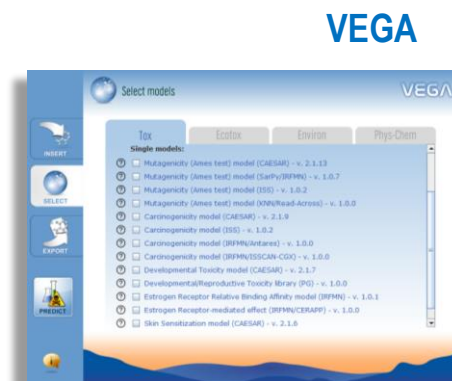 VEGA
Select models
VEGA
Tox Ecotox Environ Phys-Chem
Single models:
Mutagenicity (Ames test) model (CAESAR) - v. 2.1.13
Mutagenicity (Ames test) model (SarPy/IRFMN) - v. 1.0.7
Mutagenicity (Ames test) model (ISS) - v. 1.0.2
Mutagenicity (Ames test) model (KNN/Read-Across) - v. 1.0.0
Carcinogenicity model (CAESAR) - v. 2.1.9
Carcinogenicity model (ISS) - v. 1.0.2
Carcinogenicity model (IRFMN/Antares) - v. 1.0.0
Carcinogenicity model (IRFMN/ISSCAN-CGX) - v. 1.0.0
Developmental Toxicity model (CAESAR) - v. 2.1.7
Developmental/Reproductive Toxicity library (PG) - v. 1.0.0
Estrogen Receptor Relative Binding Affinity model (IRFMN) - v. 1.0.1
Estrogen Receptor-mediated effect (IRFMN/CERAPP) - v. 1.0.0
Skin Sensitization model (CAESAR) - v. 2.1.6
INSERT
SELECT
EXPORT
PREDICT